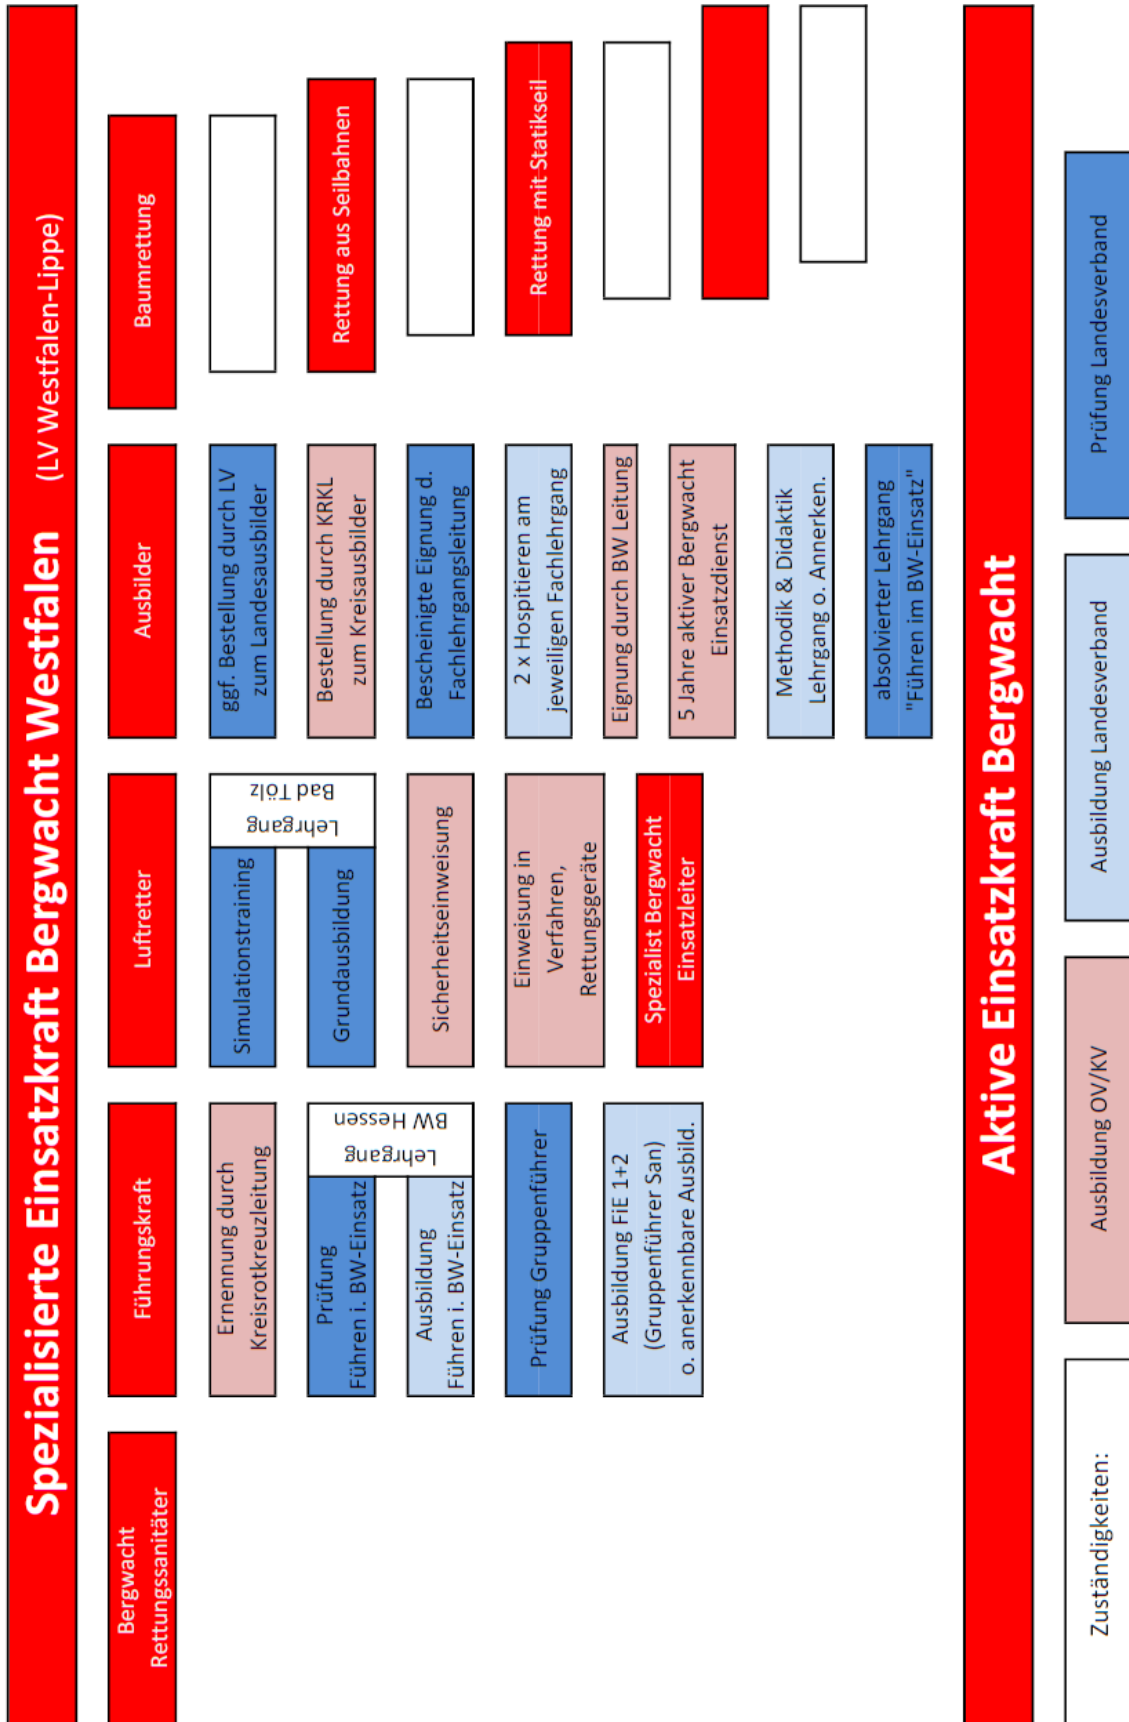 Spezialisierte Einsatzkraft Bergwacht Westfalen (LV Westfalen-Lippe)
Bergwacht
Rettungssanitäter
Führungskraft
Ernennung durch
Kreisrotkreuzleitung
Prüfung
Führen i. BW-Einsatz
Ausbildung
Führen i. BW-Einsatz
Lehrgang
BW Hessen
Prüfung Gruppenführer
Ausbildung FiE 1+2
(Gruppenführer San)
o. anerkennbare Ausbild.
Luftretter
Simulationstraining
Grundausbildung
Lehrgang
Bad Tölz
Sicherheitseinweisung
Einweisung in
Verfahren,
Rettungsgeräte
Spezialist Bergwacht
Einsatzleiter
Ausbilder
ggf. Bestellung durch LV
zum Landesausbilder
Bestellung durch KRKL
zum Kreisausbilder
Bescheinigte Eignung d.
Fachlehrgangsleitung
2 x Hospitieren am
jeweiligen Fachlehrgang
Eignung durch BW Leitung
5 Jahre aktiver Bergwacht
Einsatzdienst
Methodik & Didaktik
Lehrgang o. Annerken.
absolvierter Lehrgang
"Führen im BW-Einsatz"
Baumrettung
Rettung aus Seilbahnen
Rettung mit Statikseil
Aktive Einsatzkraft Bergwacht
Zuständigkeiten:
Ausbildung OV/KV
Ausbildung Landesverband
Prüfung Landesverband